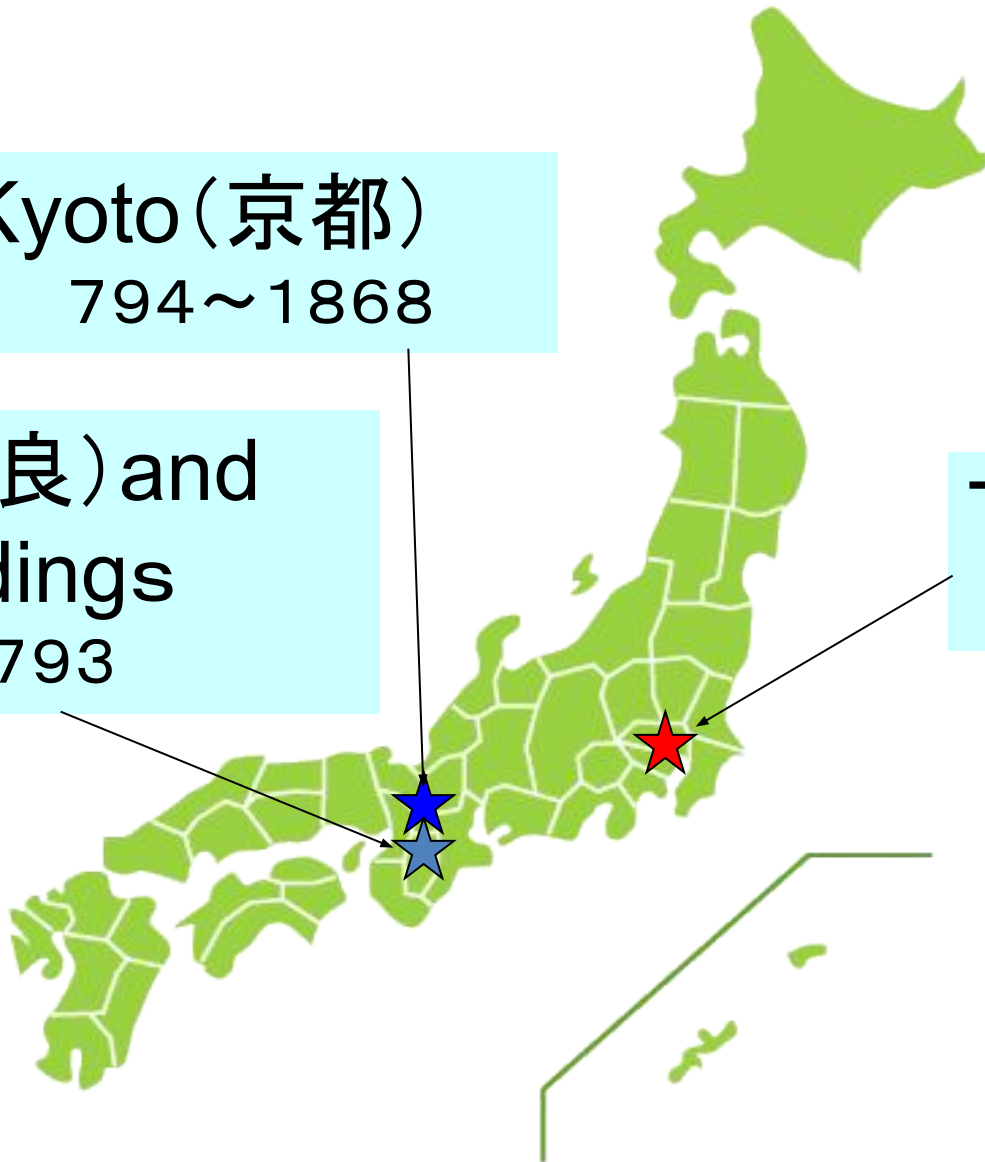 Kyoto（京都）
７９４～１８６８
良）and
dings
７９３